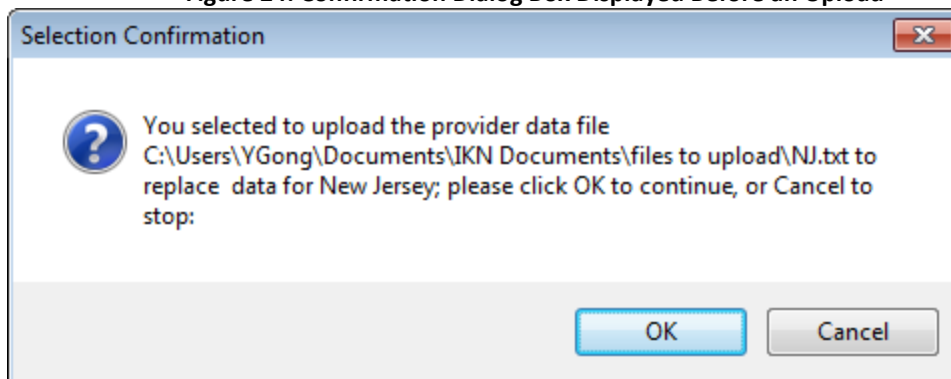 Figure 24. Confirmation Dialog Box Displayed Before an Upload
Selection Confirmation
You selected to upload the provider data file
C:\Users\YGong\Documents\IKN Documents\files to upload\NJ.txt to
replace  data for New Jersey; please click OK to continue, or Cancel to
stop:
OK
Cancel